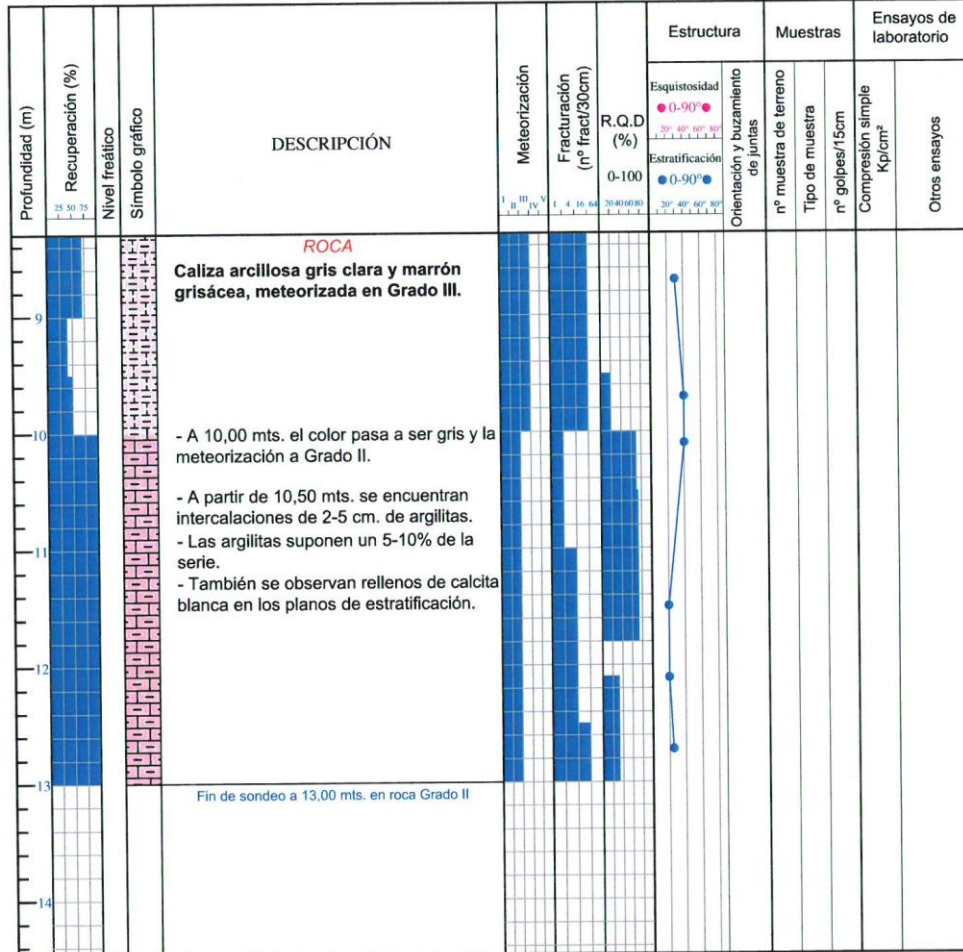 Estructura
Muestras
Ensayos de
laboratorio
Profundidad (m)
Recuperación (%)
25 50 75
Nivel freático
Símbolo gráfico
DESCRIPCIÓN
Meteorización
I II III IV V
Fracturación
(nº fract/30cm)
1 4 16 64
R.Q.D
(%)
0-100
20 40 60 80
Esquistosidad
0-90°
20° 40° 60° 80°
Estratificación
0-90°
20° 40° 60° 80°
Orientación y buzamiento
de juntas
nº muestra de terreno
Tipo de muestra
nº golpes/15cm
Compresión simple
Kp/cm²
Otros ensayos
ROCA
Caliza arcillosa gris clara y marrón
grisácea, meteorizada en Grado III.
9
10
- A 10,00 mts. el color pasa a ser gris y la
meteorización a Grado II.
- A partir de 10,50 mts. se encuentran
intercalaciones de 2-5 cm. de argilitas.
11
- Las argilitas suponen un 5-10% de la
serie.
- También se observan rellenos de calcita
blanca en los planos de estratificación.
12
13
Fin de sondeo a 13,00 mts. en roca Grado II
14